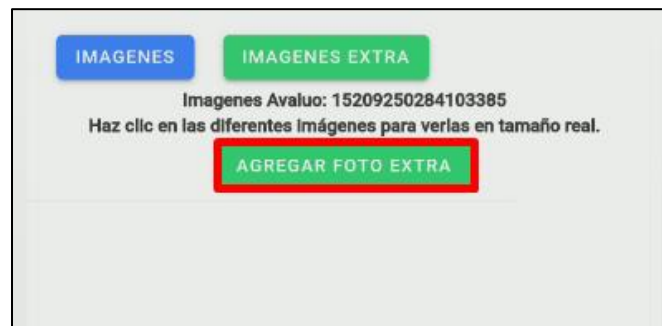 IMAGENES IMAGENES EXTRA
Imagenes Avaluo: 15209250284103385
Haz clic en las diferentes imágenes para verlas en tamaño real.
AGREGAR FOTO EXTRA